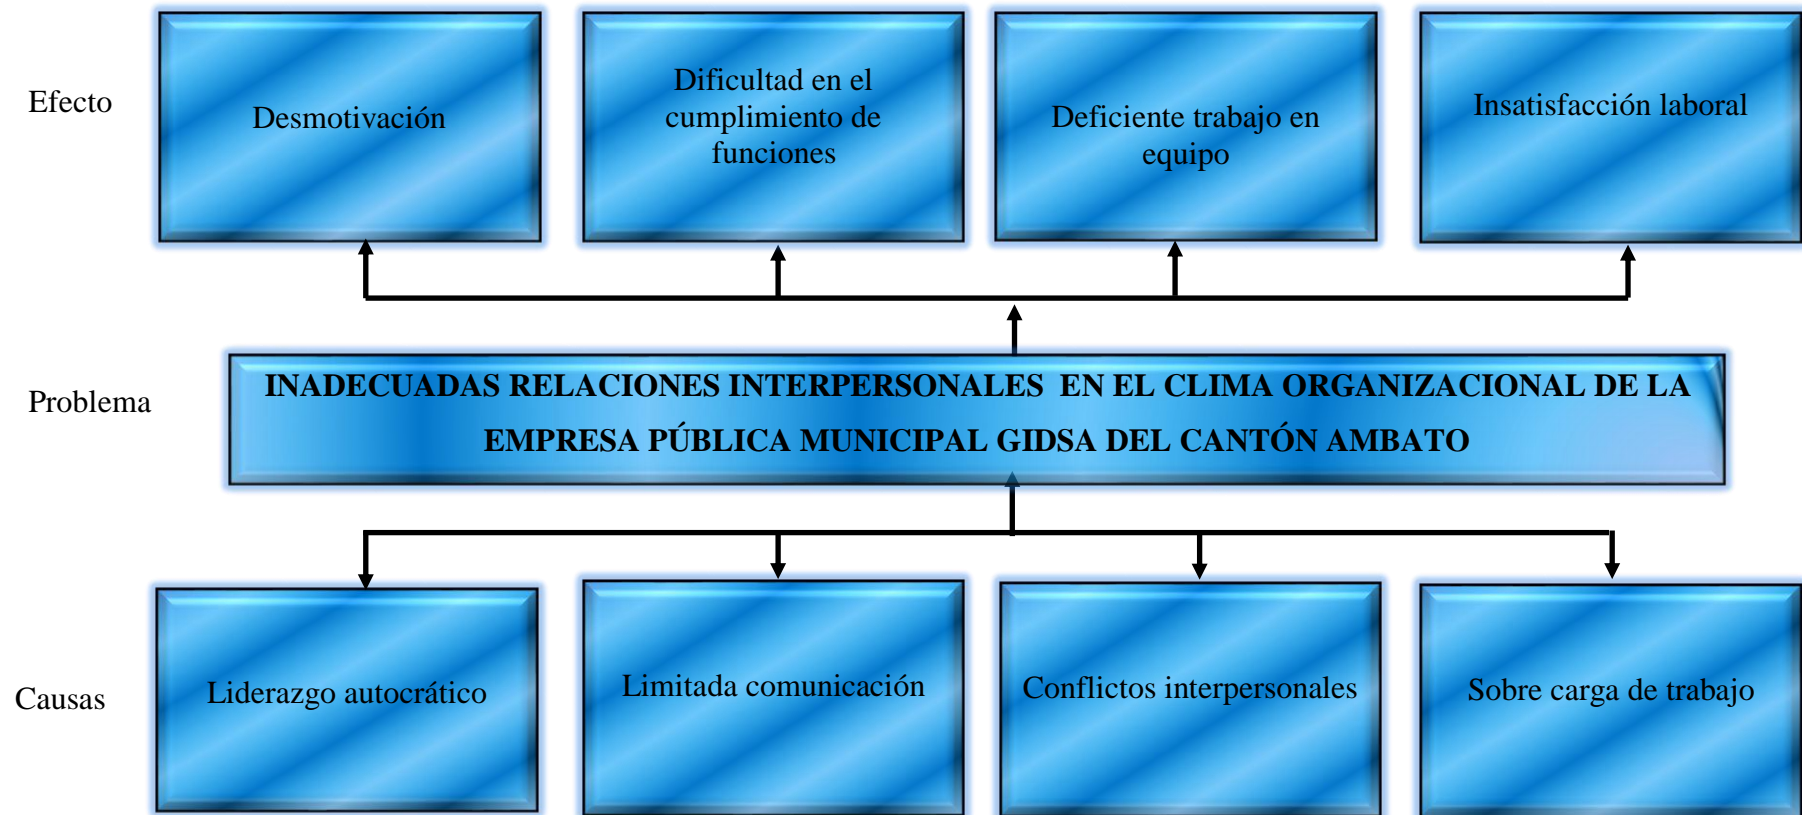 Efecto
Desmotivación
Dificultad en el
cumplimiento de
funciones
Deficiente trabajo en
equipo
Insatisfacción laboral
Problema
INADECUADAS RELACIONES INTERPERSONALES EN EL CLIMA ORGANIZACIONAL DE LA
EMPRESA PÚBLICA MUNICIPAL GIDSA DEL CANTÓN AMBATO
Causas
Liderazgo autocrático
Limitada comunicación
Conflictos interpersonales
Sobre carga de trabajo